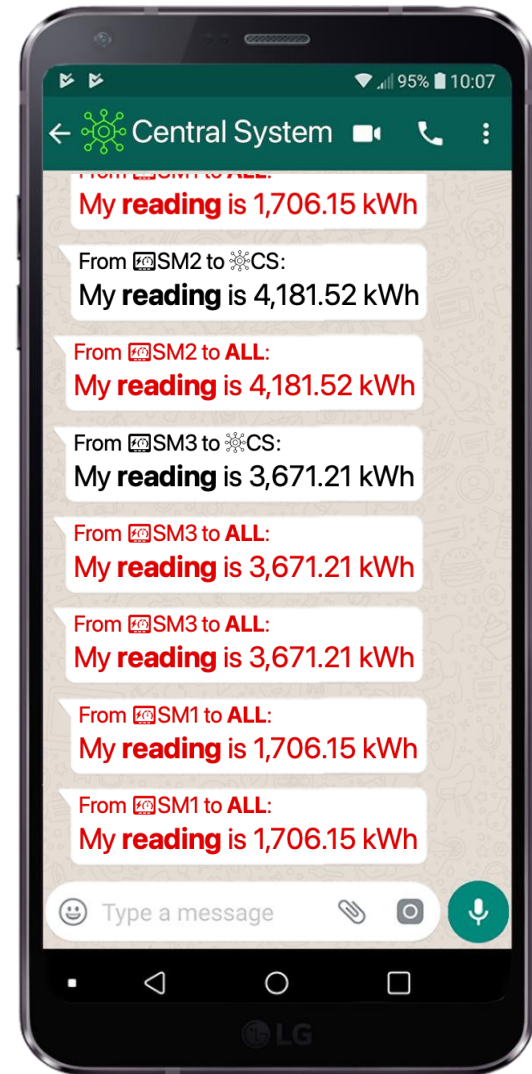 95% 10:07
Central System
From SM1 to ALL:
My reading is 1,706.15 kWh
From SM2 to CS:
My reading is 4,181.52 kWh
From SM2 to ALL:
My reading is 4,181.52 kWh
From SM3 to CS:
My reading is 3,671.21 kWh
From SM3 to ALL:
My reading is 3,671.21 kWh
From SM3 to ALL:
My reading is 3,671.21 kWh
From SM1 to ALL:
My reading is 1,706.15 kWh
From SM1 to ALL:
My reading is 1,706.15 kWh
Type a message
LG